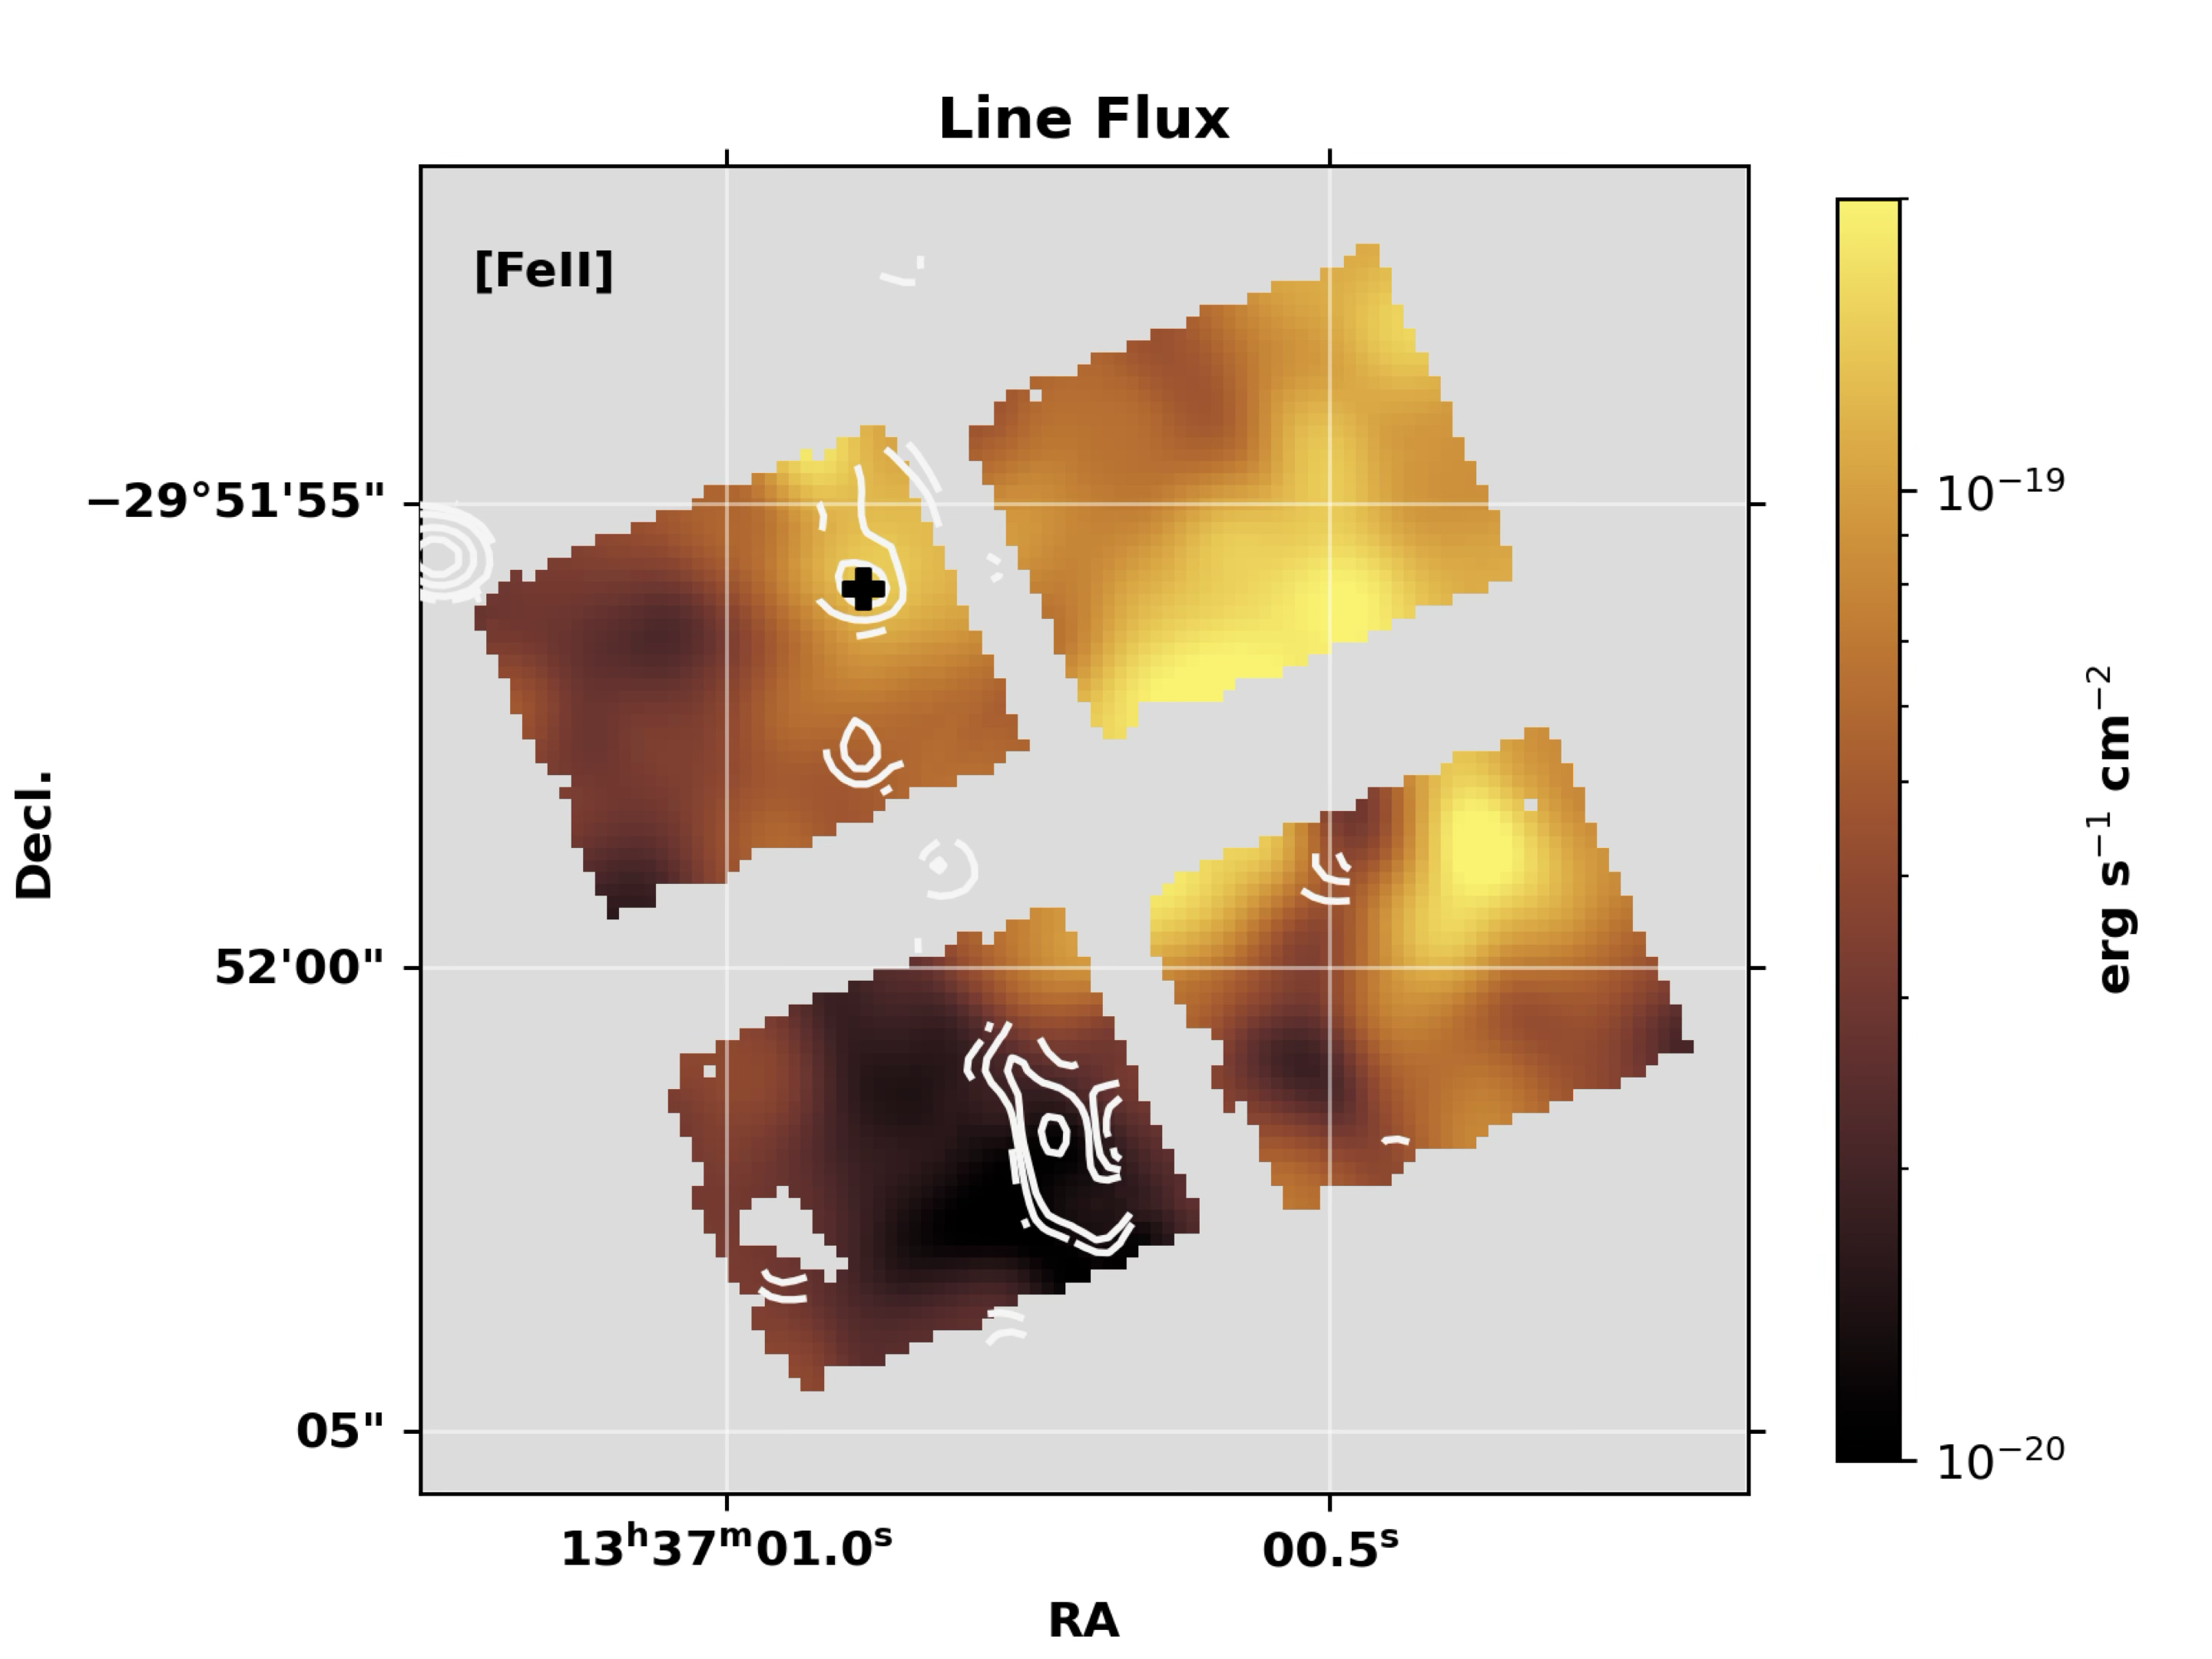 Line Flux
[FeII]
−29°51'55"
52'00"
05"
Decl.
13ʰ37ᵐ01.0ˢ
00.5ˢ
RA
10⁻¹⁹
10⁻²⁰
erg s⁻¹ cm⁻²